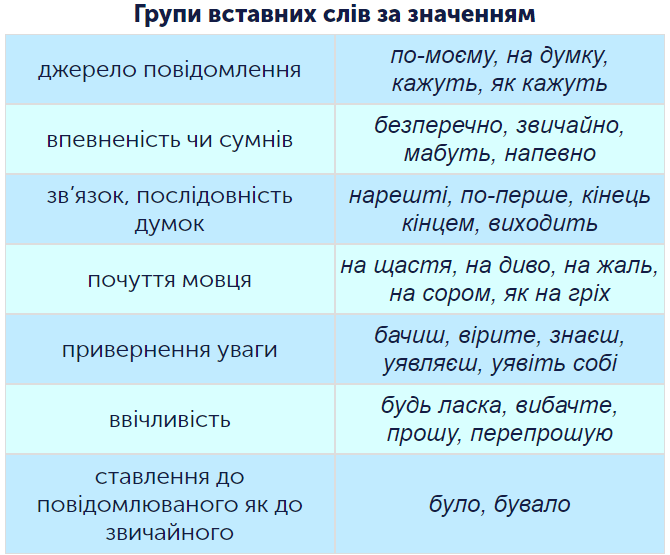 Групи вставних слів за значенням
джерело повідомлення
по-моєму, на думку,
кажуть, як кажуть
впевненість чи сумнів
безперечно, звичайно,
мабуть, напевно
зв’язок, послідовність
думок
нарешті, по-перше, кінець
кінцем, виходить
почуття мовця
на щастя, на диво, на жаль,
на сором, як на гріх
привернення уваги
бачиш, вірите, знаєш,
уявляєш, уявіть собі
ввічливість
будь ласка, вибачте,
прошу, перепрошую
ставлення до
повідомлюваного як до
звичайного
було, бувало